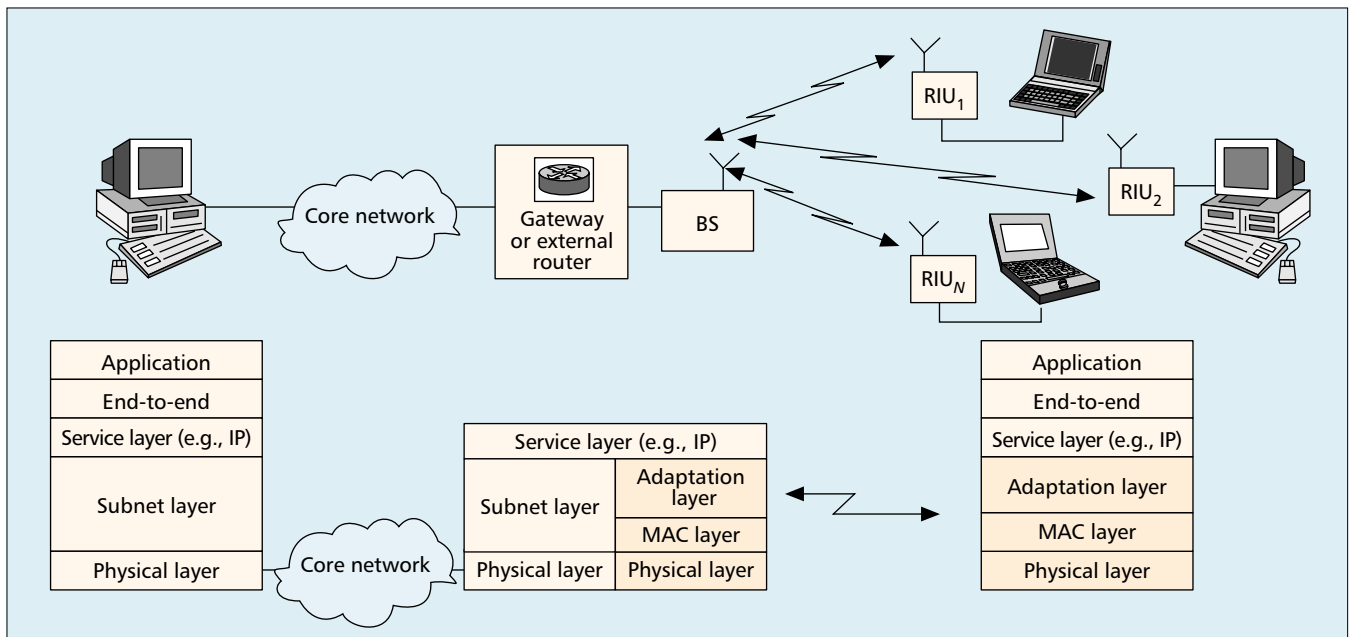 RIU1
RIU2
Core network
Gateway
or external
router
BS
RIUN
Application
End-to-end
Service layer (e.g., IP)
Subnet layer
Physical layer
Core network
Service layer (e.g., IP)
Subnet layer
Adaptation
layer
MAC layer
Physical layer
Physical layer
Application
End-to-end
Service layer (e.g., IP)
Adaptation layer
MAC layer
Physical layer